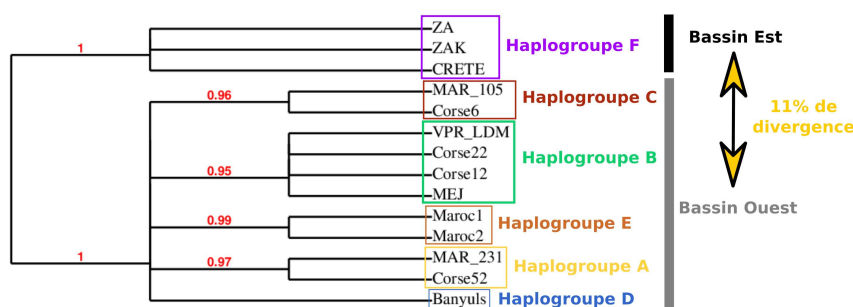 ZA
1
ZAK
Haplogroupe F
CRETE
Bassin Est
0.96
MAR_105
Haplogroupe C
Corse6
11% de
divergence
VPR_LDM
Corse22
Haplogroupe B
0.95
Corse12
MEJ
Bassin Ouest
0.99
Maroc1
Haplogroupe E
Maroc2
1
0.97
MAR_231
Haplogroupe A
Corse52
Banyuls
Haplogroupe D